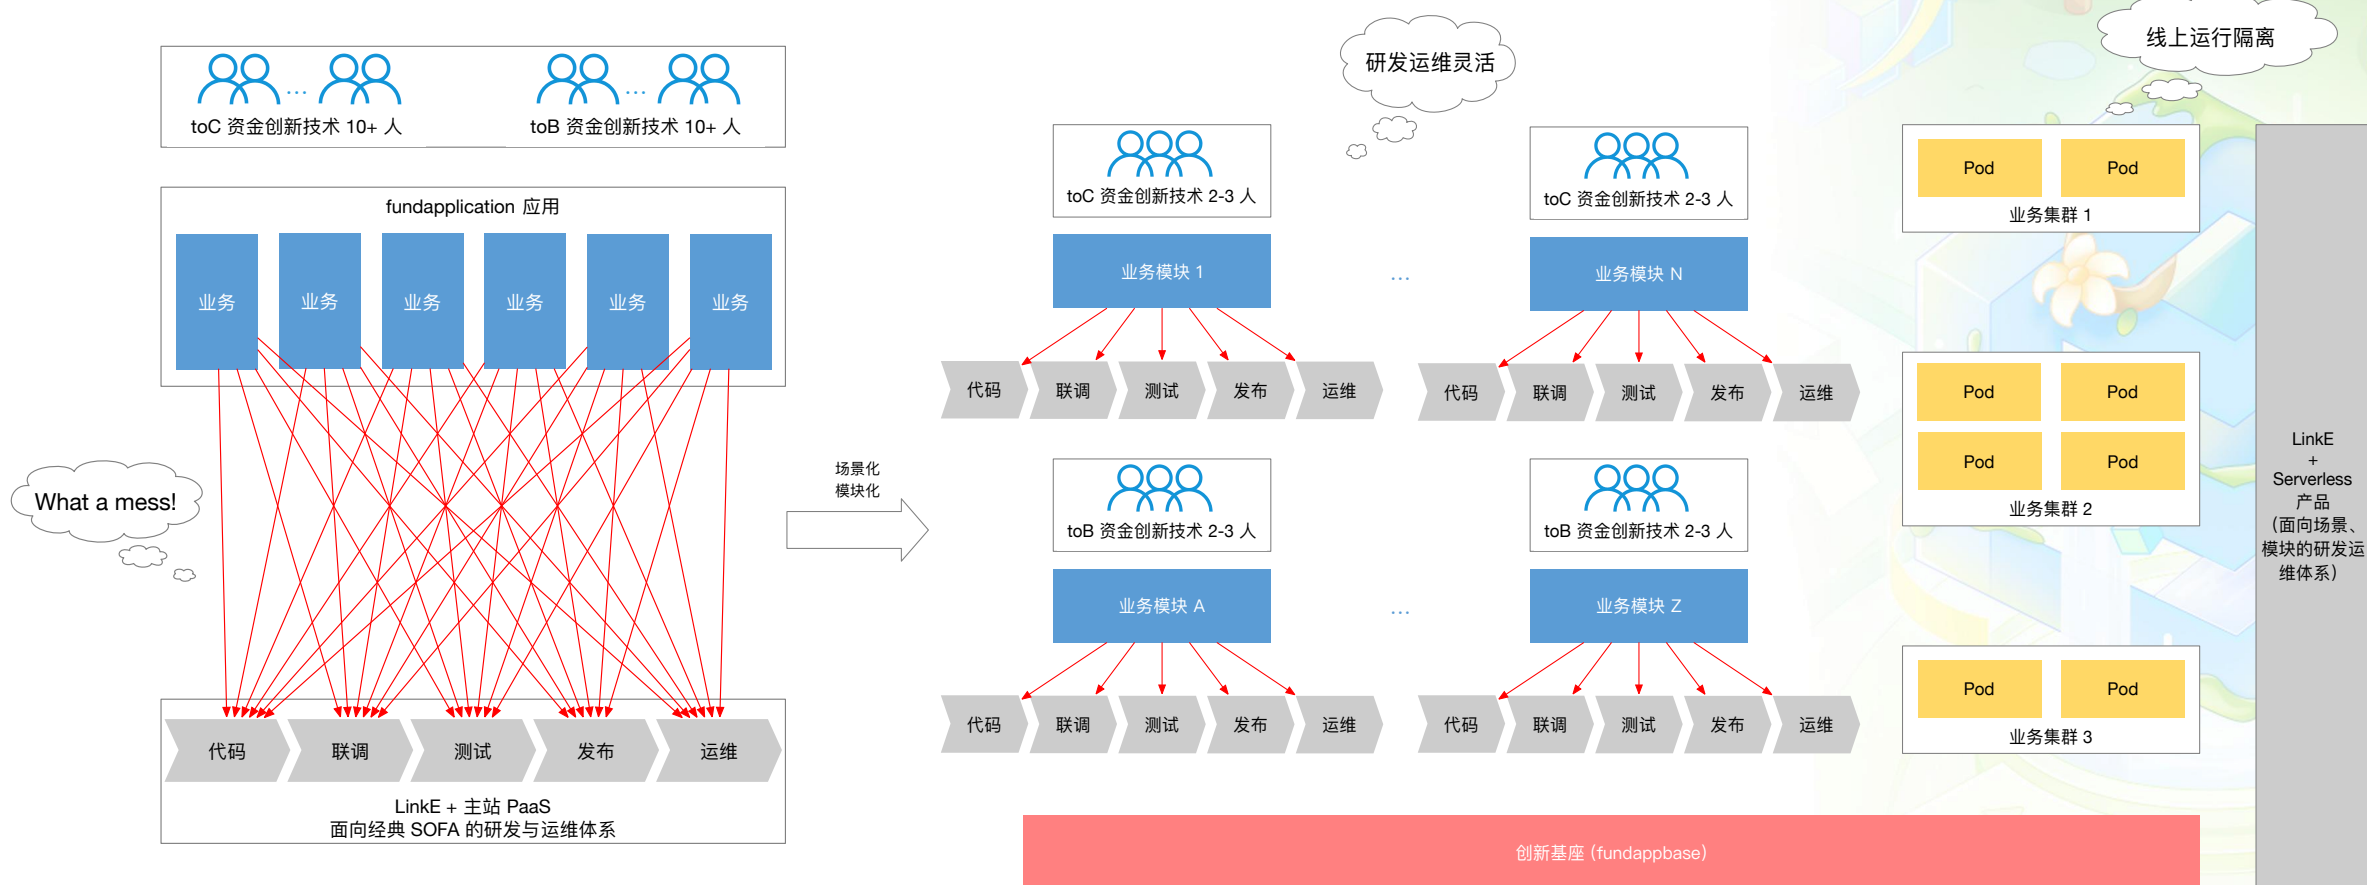 toC 资金创新技术 10+ 人
toB 资金创新技术 10+ 人
fundapplication 应用
业务
业务
业务
业务
业务
业务
What a mess!
代码
联调
测试
发布
运维
LinkE + 主站 PaaS
面向经典 SOFA 的研发与运维体系
场景化
模块化
研发运维灵活
toC 资金创新技术 2-3 人
业务模块 1
代码
联调
测试
发布
运维
...
toC 资金创新技术 2-3 人
业务模块 N
代码
联调
测试
发布
运维
toB 资金创新技术 2-3 人
业务模块 A
代码
联调
测试
发布
运维
...
toB 资金创新技术 2-3 人
业务模块 Z
代码
联调
测试
发布
运维
线上运行隔离
Pod
Pod
业务集群 1
Pod
Pod
Pod
Pod
业务集群 2
Pod
Pod
业务集群 3
创新基座 (fundappbase)
LinkE
+
Serverless
产品
（面向场景、
模块的研发运
维体系）